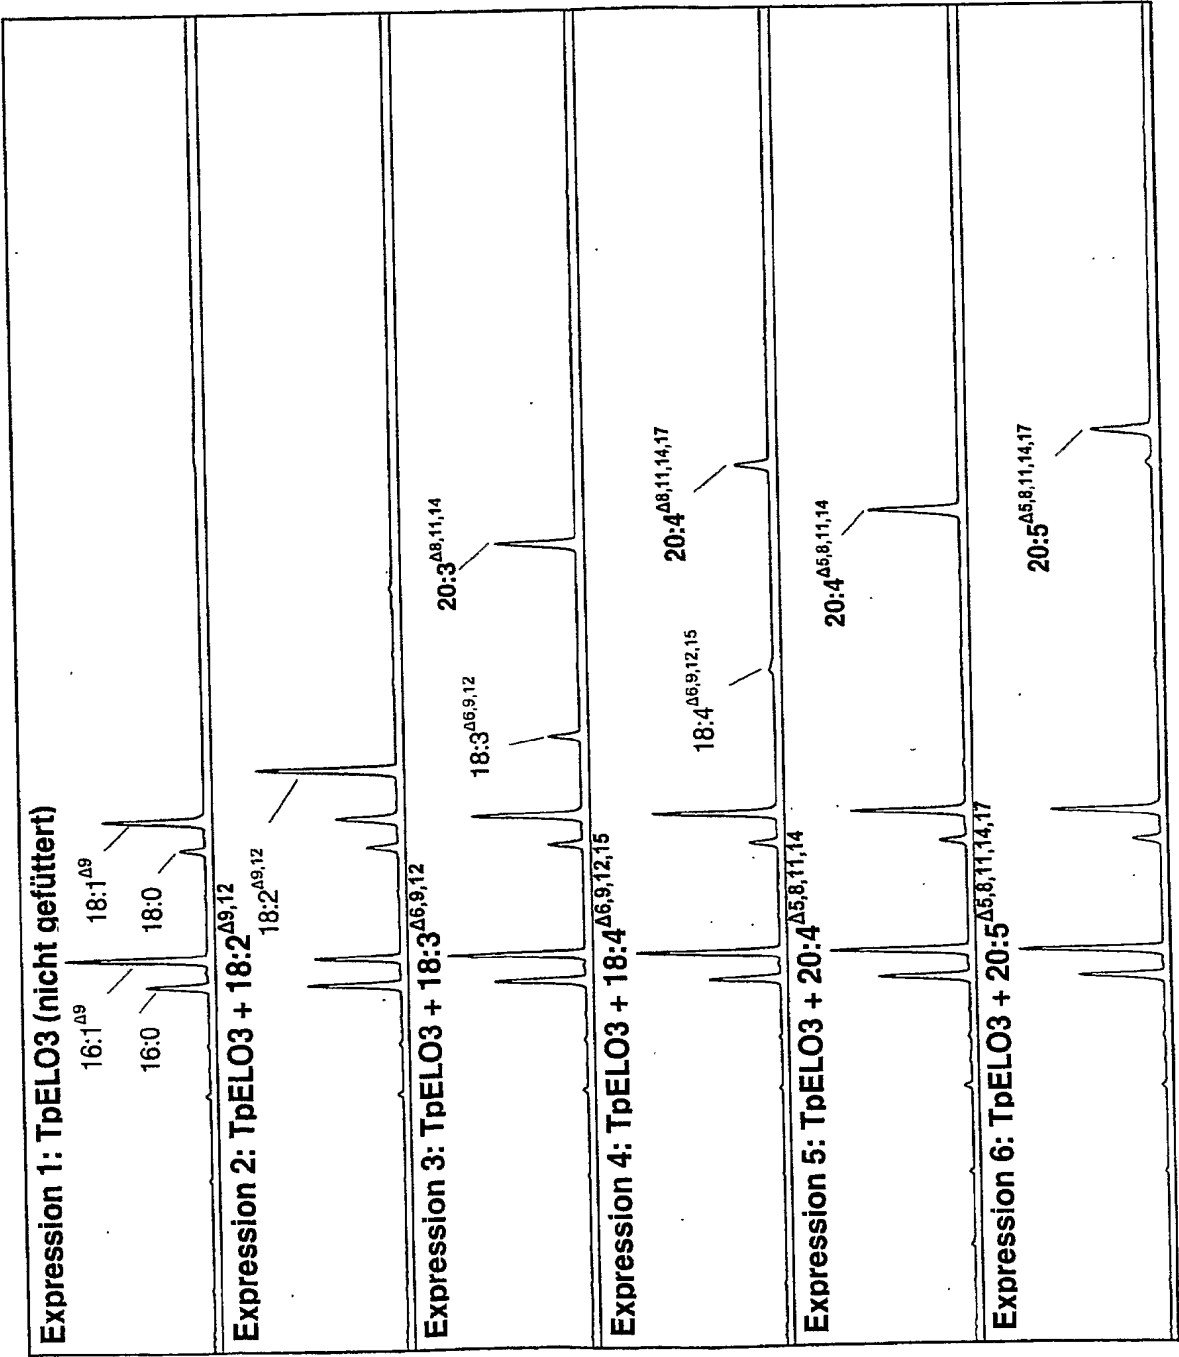 Expression 1: TpELO3 (nicht gefüttert)
16:1Δ9
16:0
18:1Δ9
18:0
Expression 2: TpELO3 + 18:2Δ9,12
18:2Δ9,12
Expression 3: TpELO3 + 18:3Δ6,9,12
18:3Δ6,9,12
20:3Δ8,11,14
Expression 4: TpELO3 + 18:4Δ6,9,12,15
18:4Δ6,9,12,15
20:4Δ8,11,14,17
Expression 5: TpELO3 + 20:4Δ5,8,11,14
20:4Δ5,8,11,14
Expression 6: TpELO3 + 20:5Δ5,8,11,14,17
20:5Δ5,8,11,14,17